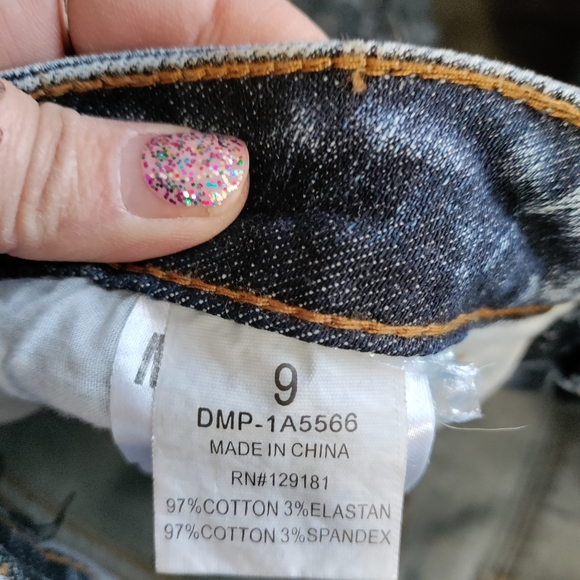 9
DMP-1A5566
MADE IN CHINA
RN#129181
97%COTTON 3%ELASTAN
97%COTTON 3%SPANDEX